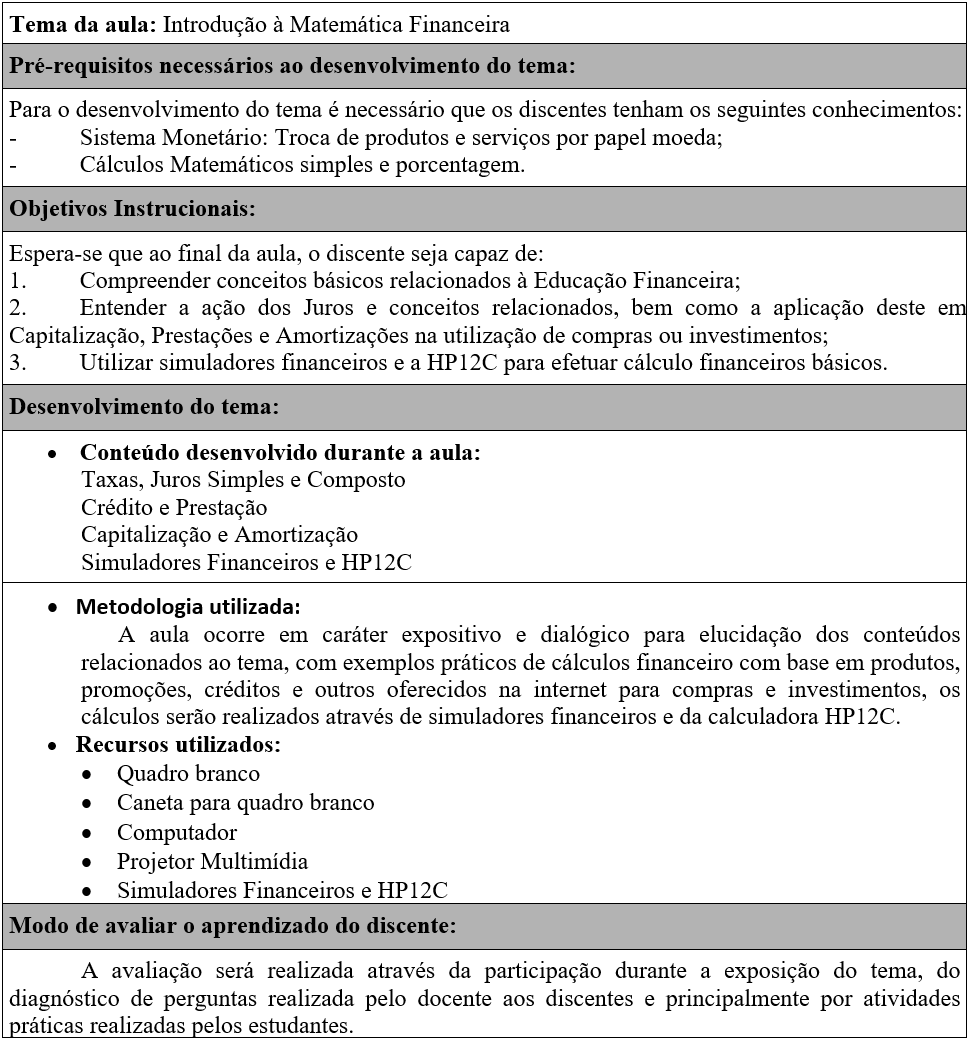 Tema da aula: Introdução à Matemática Financeira
Pré-requisitos necessários ao desenvolvimento do tema:
Para o desenvolvimento do tema é necessário que os discentes tenham os seguintes conhecimentos:
- Sistema Monetário: Troca de produtos e serviços por papel moeda;
- Cálculos Matemáticos simples e porcentagem.
Objetivos Instrucionais:
Espera-se que ao final da aula, o discente seja capaz de:
1. Compreender conceitos básicos relacionados à Educação Financeira;
2. Entender a ação dos Juros e conceitos relacionados, bem como a aplicação deste em
Capitalização, Prestações e Amortizações na utilização de compras ou investimentos;
3. Utilizar simuladores financeiros e a HP12C para efetuar cálculo financeiros básicos.
Desenvolvimento do tema:
• Conteúdo desenvolvido durante a aula:
Taxas, Juros Simples e Composto
Crédito e Prestação
Capitalização e Amortização
Simuladores Financeiros e HP12C
• Metodologia utilizada:
A aula ocorre em caráter expositivo e dialógico para elucidação dos conteúdos
relacionados ao tema, com exemplos práticos de cálculos financeiro com base em produtos,
promoções, créditos e outros oferecidos na internet para compras e investimentos, os
cálculos serão realizados através de simuladores financeiros e da calculadora HP12C.
• Recursos utilizados:
• Quadro branco
• Caneta para quadro branco
• Computador
• Projetor Multimídia
• Simuladores Financeiros e HP12C
Modo de avaliar o aprendizado do discente:
A avaliação será realizada através da participação durante a exposição do tema, do
diagnóstico de perguntas realizada pelo docente aos discentes e principalmente por atividades
práticas realizadas pelos estudantes.